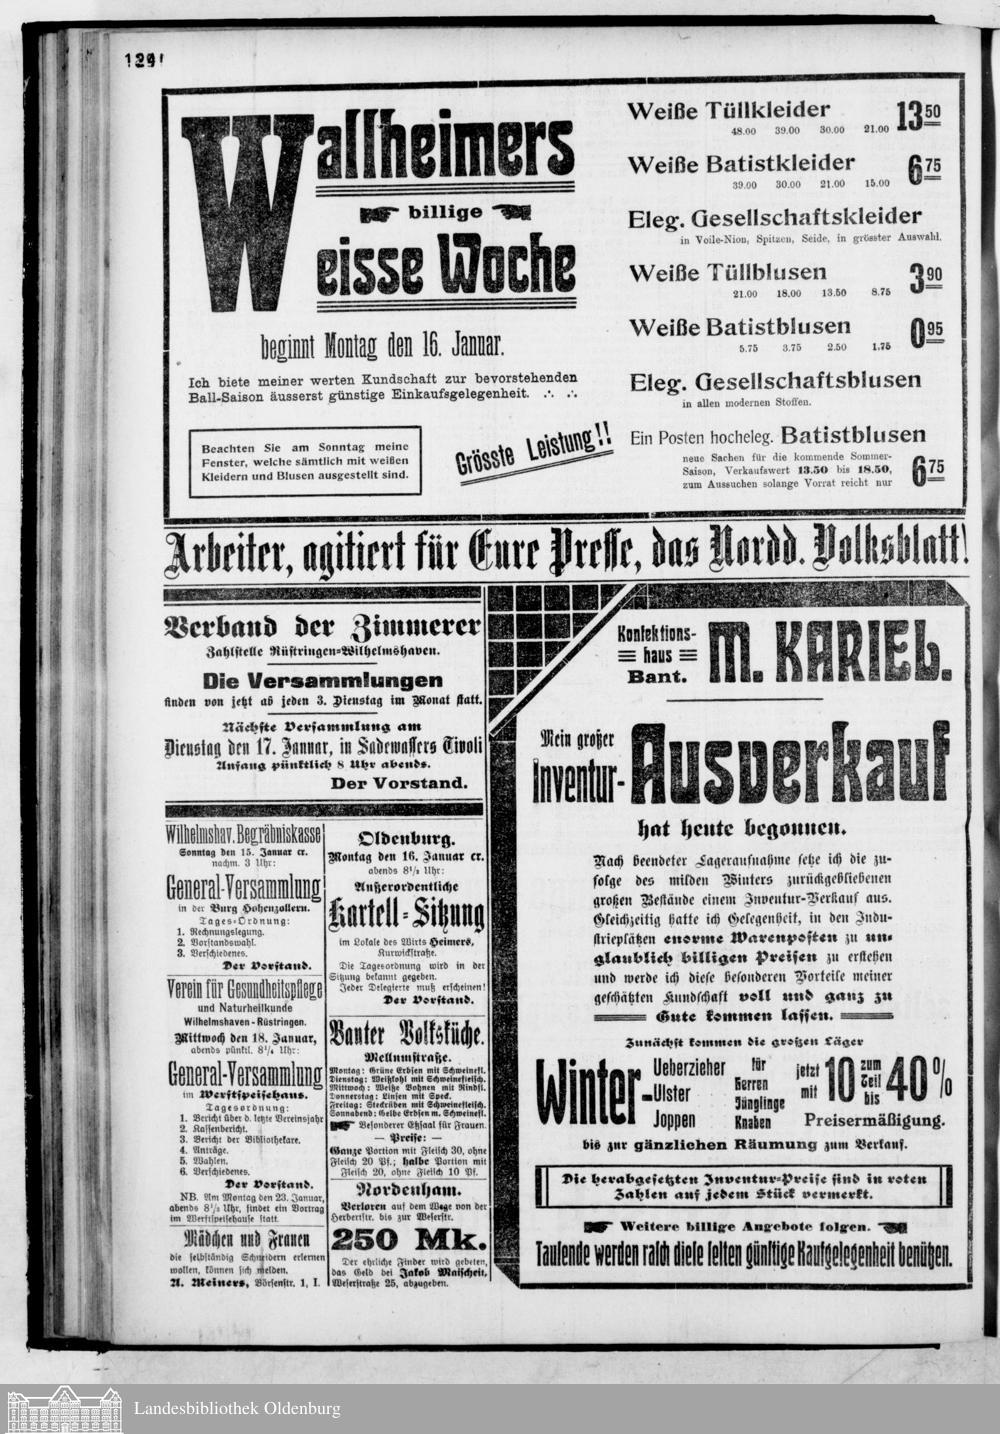 Wallheimers
billige
Weisse Woche
beginnt Montag den 16. Januar.
Ich biete meiner werten Kundschaft zur bevorstehenden
Ball-Saison äusserst günstige Einkaufsgelegenheit.
Beachten Sie am Sonntag meine
Fenster, welche sämtlich mit weißen
Kleidern und Blusen ausgestellt sind.
Grösste Leistung!!
Weiße Tüllkleider 13 50
48.00 39.00 30.00 21.00
Weiße Batistkleider 6 75
39.00 30.00 21.00 15.00
Eleg. Gesellschaftskleider
in Voile-Nion, Spitzen, Seide, in grösster Auswahl.
Weiße Tüllblusen 3 90
21.00 18.00 13.50 8.75
Weiße Batistblusen 0 95
5.75 3.75 2.50 1.75
Eleg. Gesellschaftsblusen
in allen modernen Stoffen.
Ein Posten hocheleg. Batistblusen
neue Sachen für die kommende Sommer-
Saison, Verkaufswert 13.50 bis 18.50,
zum Aussuchen solange Vorrat reicht nur 6 75
Arbeiter, agitiert für Eure Presse, das Nordd. Volksblatt!
Verband der Zimmerer
Zahlstelle Rüstringen-Wilhelmshaven.
Die Versammlungen
finden von jetzt ab jeden 3. Dienstag im Monat statt.
Nächste Versammlung am
Dienstag den 17. Januar, in Sadewassers Tivoli
Anfang pünktlich 8 Uhr abends.
Der Vorstand.
Wilhelmshav. Begräbniskasse
Sonntag den 15. Januar cr.
nachm. 3 Uhr:
General-Versammlung
in der Burg Hohenzollern.
Tages-Ordnung:
1. Rechnungslegung.
2. Vorstandswahl.
3. Verschiedenes.
Der Vorstand.
Verein für Gesundheitspflege
und Naturheilkunde
Wilhelmshaven-Rüstringen.
Mittwoch den 18. Januar,
abends pünktl. 8¼ Uhr:
General-Versammlung
im Werftspeisehaus.
Tagesordnung:
1. Bericht über d. letzte Vereinsjahr
2. Kassenbericht.
3. Bericht der Bibliothekare.
4. Anträge.
5. Wahlen.
6. Verschiedenes.
Der Vorstand.
NB. Am Montag den 23. Januar,
abends 8½ Uhr, findet ein Vortrag
im Werftspeisehause statt.
Mädchen und Frauen
die selbständig Schneidern erlernen
wollen, können sich melden.
A. Meiners, Börsenstr. 1, I.
Oldenburg.
Montag den 16. Januar cr.
abends 8½ Uhr:
Außerordentliche
Kartell-Sitzung
im Lokale des Wirts Heimers,
Kurwickstraße.
Die Tagesordnung wird in der
Sitzung bekannt gegeben.
Jeder Delegierte muß erscheinen!
Der Vorstand.
Banter Volksküche.
Mellumstraße.
Montag: Grüne Erbsen mit Schweinefl.
Dienstag: Weißkohl mit Schweinefleisch.
Mittwoch: Weiße Bohnen mit Rindfl.
Donnerstag: Linsen mit Speck.
Freitag: Steckrüben mit Schweinefleisch.
Sonnabend: Gelbe Erbsen m. Schweinefl.
Besonderer Eßsaal für Frauen.
— Preise: —
Ganze Portion mit Fleisch 30, ohne
Fleisch 20 Pf.; halbe Portion mit
Fleisch 20, ohne Fleisch 10 Pf.
Nordenham.
Verloren auf dem Wege von der
Herbertstr. bis zur Weserstr.
250 Mk.
Der ehrliche Finder wird gebeten,
das Geld bei Jakob Maischeit,
Weserstraße 25, abzugeben.
Konfektions-
haus
Bant.
M. KARIEL.
Mein großer
Inventur-Ausverkauf
hat heute begonnen.
Nach beendeter Lageraufnahme setze ich die zu-
folge des milden Winters zurückgebliebenen
großen Bestände einem Inventur-Verkauf aus.
Gleichzeitig hatte ich Gelegenheit, in den Indu-
strieplätzen enorme Warenposten zu un-
glaublich billigen Preisen zu erstehen
und werde ich diese besonderen Vorteile meiner
geschätzten Kundschaft voll und ganz zu
Gute kommen lassen.
Zunächst kommen die großen Läger
Winter-
Ueberzieher
Ulster
Joppen
für
Herren
Jünglinge
Knaben
jetzt
mit
10 zum Teil bis 40%
Preisermäßigung.
bis zur gänzlichen Räumung zum Verkauf.
Die herabgesetzten Inventur-Preise sind in roten
Zahlen auf jedem Stück vermerkt.
Weitere billige Angebote folgen.
Tausende werden rasch diese selten günstige Kaufgelegenheit benützen.
Landesbibliothek Oldenburg